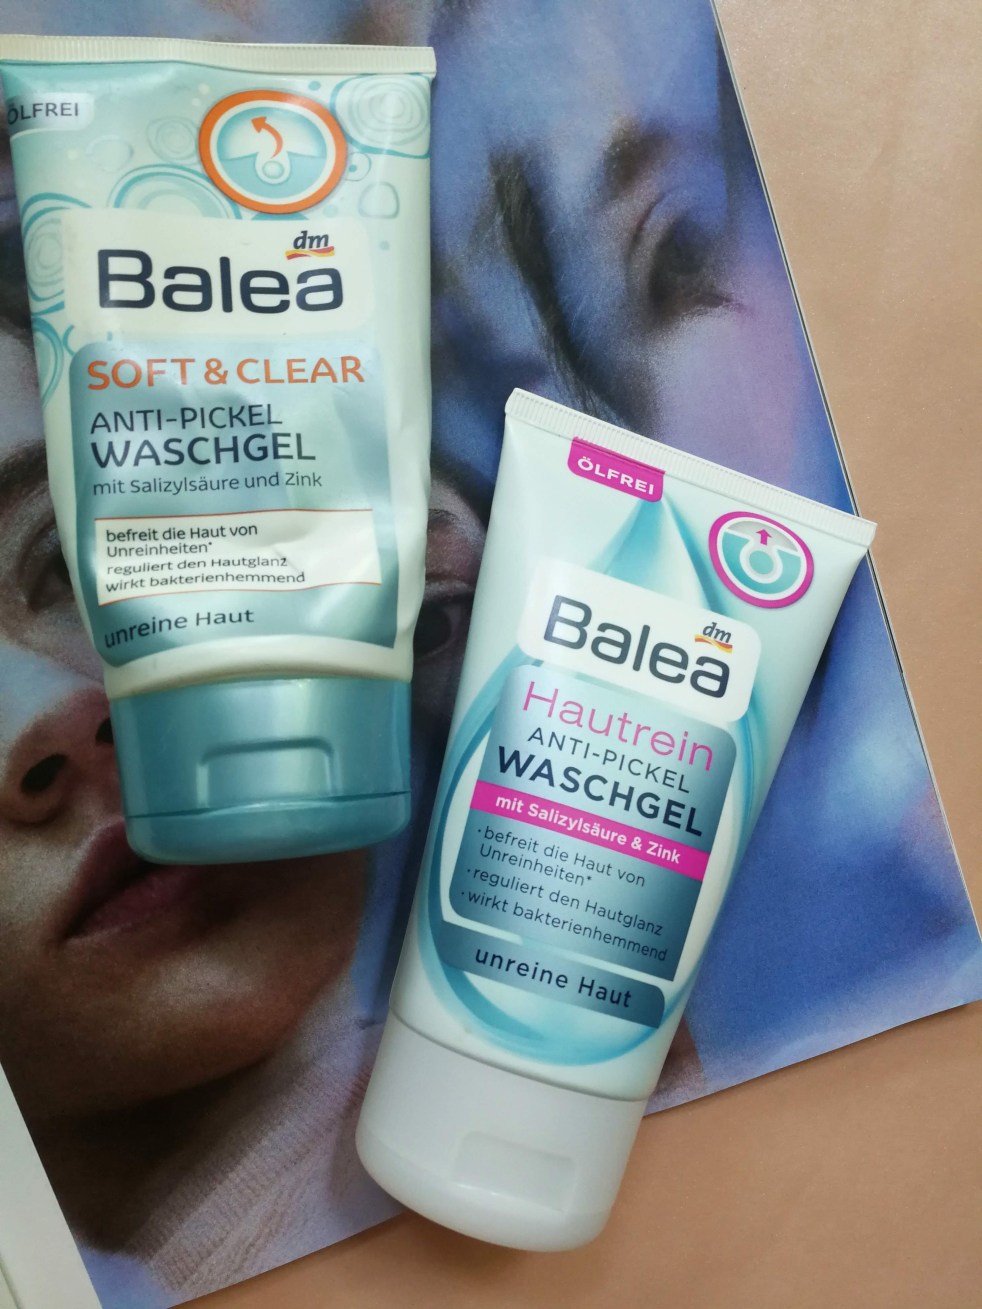 ÖLFREI
dm
Balea
SOFT & CLEAR
ANTI-PICKEL
WASCHGEL
mit Salizylsäure und Zink
befreit die Haut von
Unreinheiten*
reguliert den Hautglanz
wirkt bakterienhemmend
unreine Haut
ÖLFREI
dm
Balea
Hautrein
ANTI-PICKEL
WASCHGEL
mit Salizylsäure & Zink
· befreit die Haut von
Unreinheiten*
· reguliert den Hautglanz
· wirkt bakterienhemmend
unreine Haut